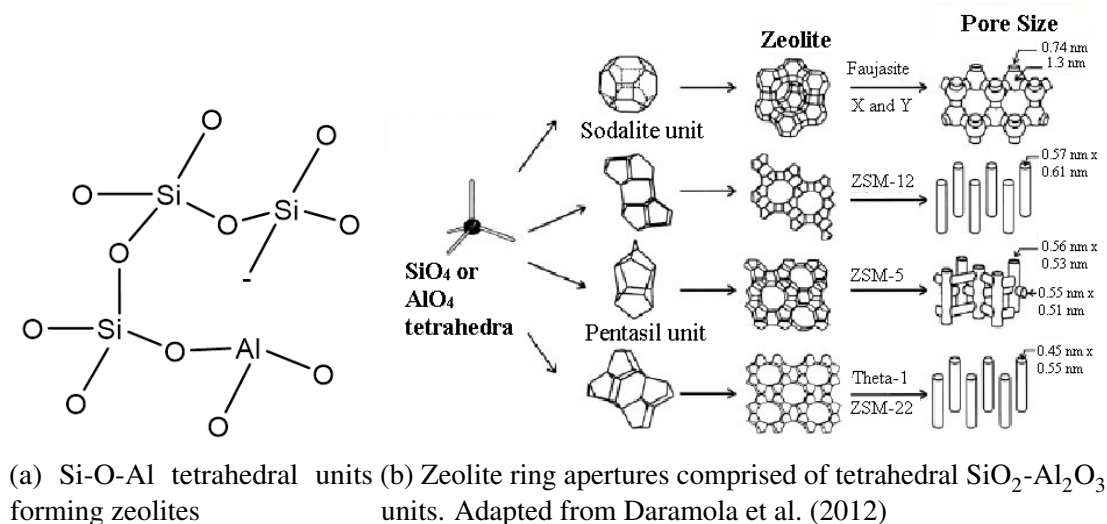 O
O
O
Si
Si
O
O
O
-
O
Si
O
Al
O
O
O
Zeolite
Pore Size
Sodalite unit
Faujasite
X and Y
0.74 nm
1.3 nm
ZSM-12
0.57 nm x
0.61 nm
SiO₄ or
AlO₄
tetrahedra
Pentasil unit
ZSM-5
0.56 nm x
0.53 nm
0.55 nm x
0.51 nm
Theta-1
ZSM-22
0.45 nm x
0.55 nm
(a) Si-O-Al tetrahedral units
forming zeolites
(b) Zeolite ring apertures comprised of tetrahedral SiO₂-Al₂O₃
units. Adapted from Daramola et al. (2012)